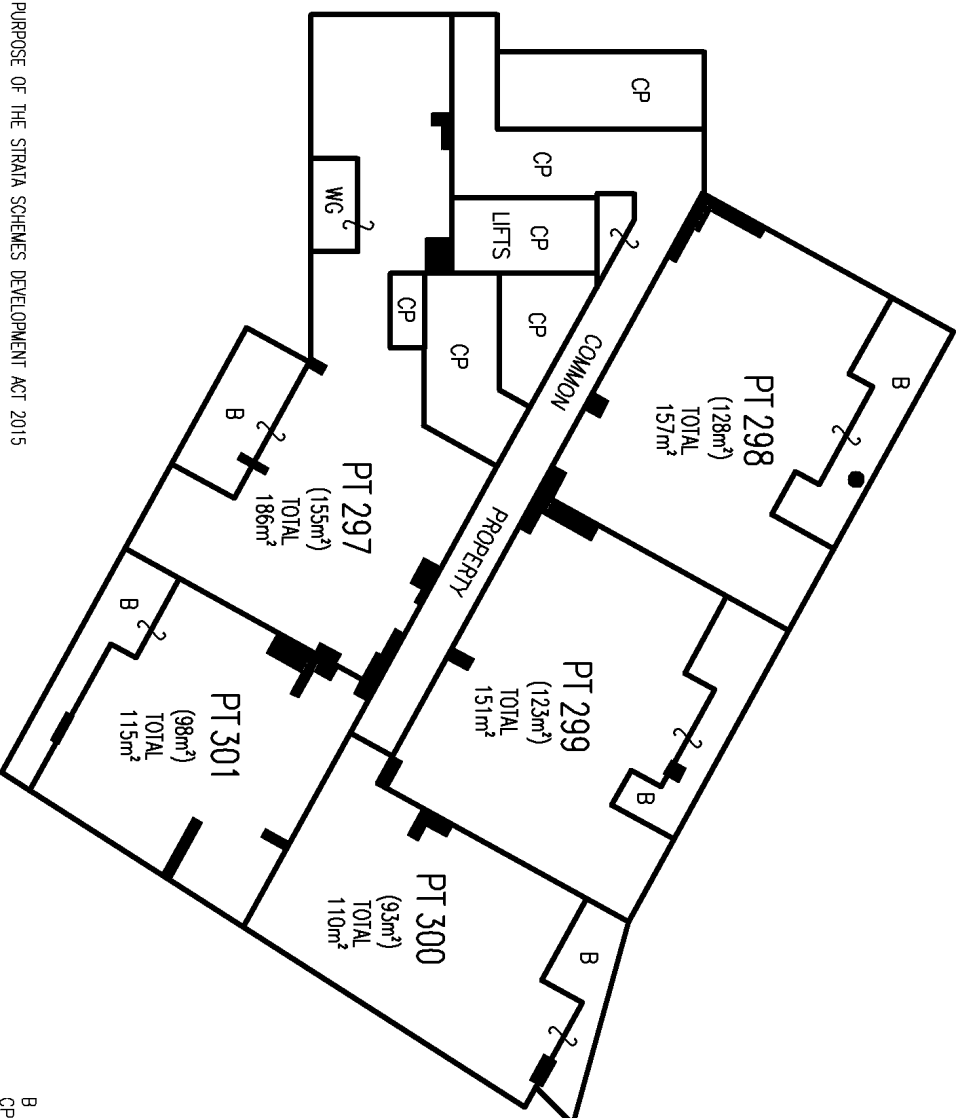 CP
CP
CP
LIFTS
CP
CP
CP
WG
COMMON
PROPERTY
B
PT 298
(128m²)
TOTAL
157m²
PT 297
(155m²)
TOTAL
186m²
B
PT 299
(123m²)
TOTAL
151m²
B
PT 301
(98m²)
TOTAL
115m²
B
PT 300
(93m²)
TOTAL
110m²
B
PURPOSE OF THE STRATA SCHEMES DEVELOPMENT ACT 2015
B
CP